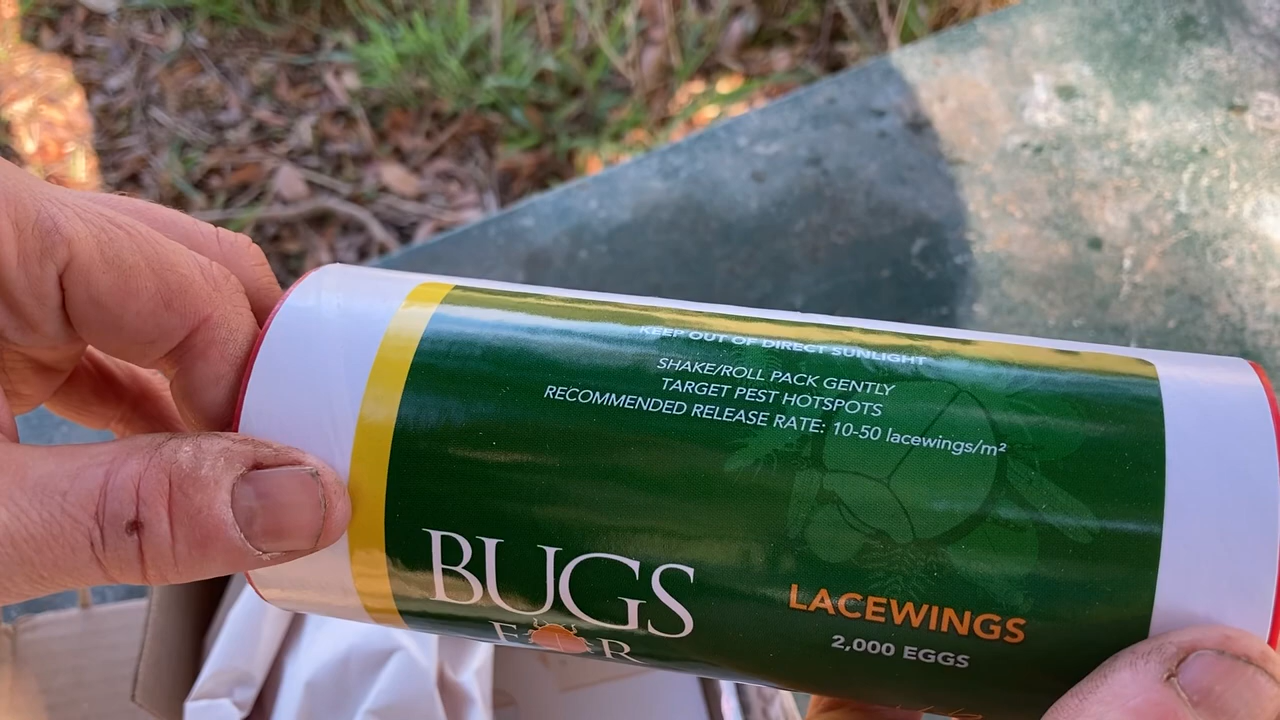 KEEP OUT OF DIRECT SUNLIGHT
SHAKE/ROLL PACK GENTLY
TARGET PEST HOTSPOTS
RECOMMENDED RELEASE RATE: 10-50 lacewings/m²
BUGS
FOR
LACEWINGS
2,000 EGGS